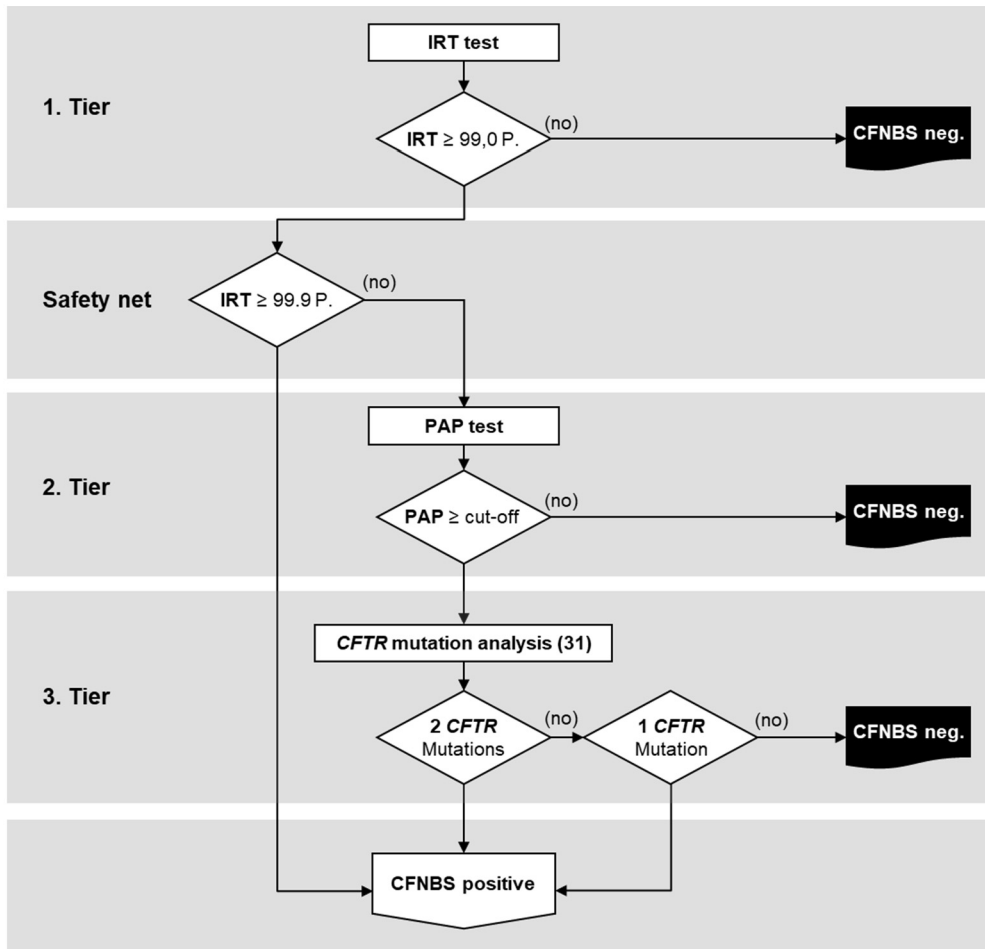 IRT test
1. Tier
IRT ≥ 99,0 P.
(no)
CFNBS neg.
Safety net
IRT ≥ 99.9 P.
(no)
PAP test
2. Tier
PAP ≥ cut-off
(no)
CFNBS neg.
CFTR mutation analysis (31)
3. Tier
2 CFTR
Mutations
(no)
1 CFTR
Mutation
(no)
CFNBS neg.
CFNBS positive